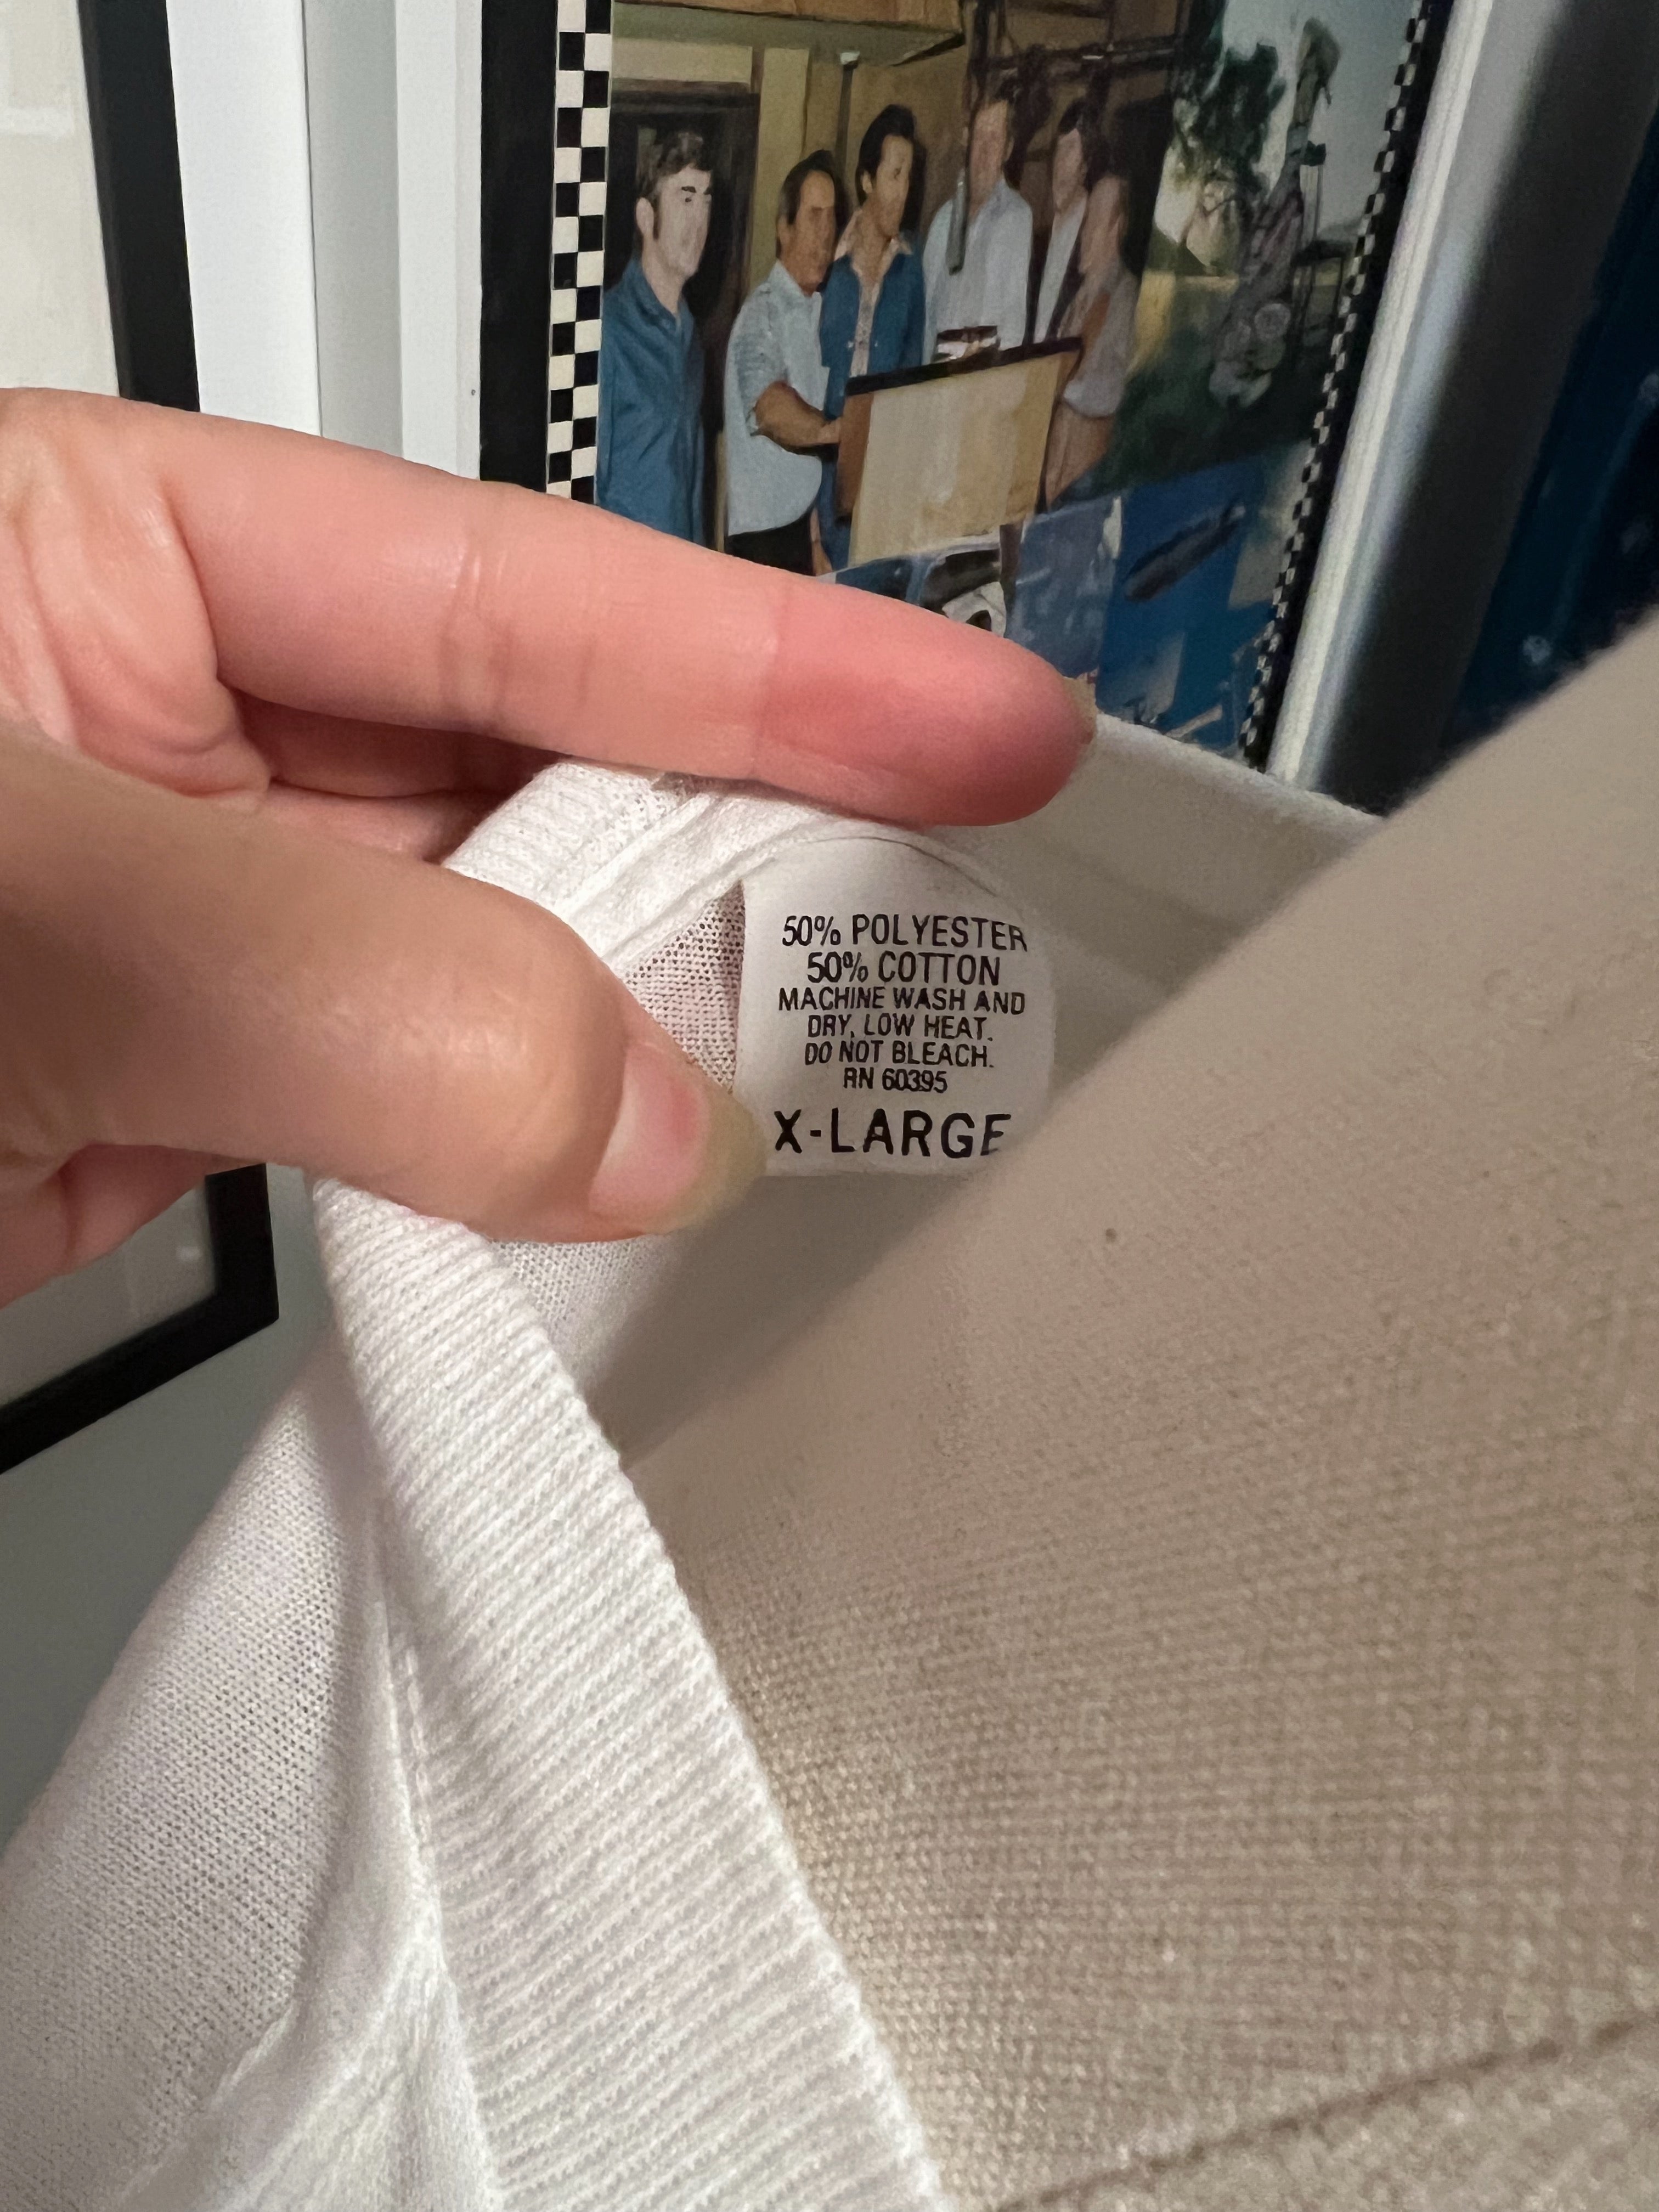 50% POLYESTER
50% COTTON
MACHINE WASH AND
DRY, LOW HEAT.
DO NOT BLEACH.
RN 60395
X-LARGE